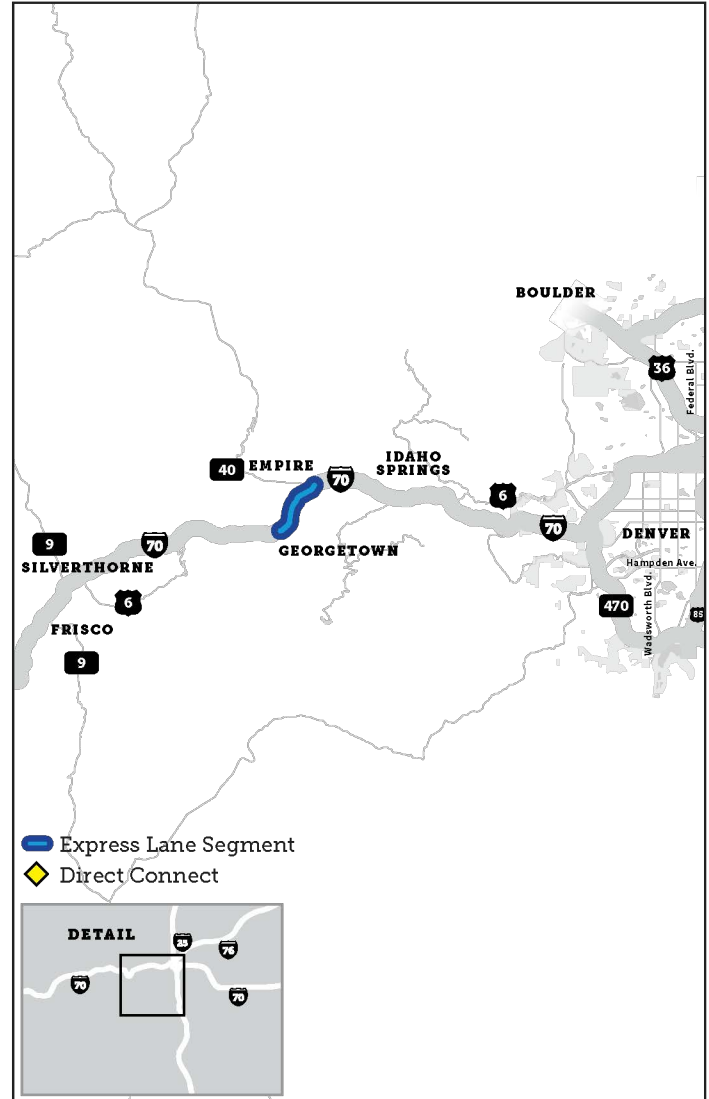 BOULDER
36
Federal Blvd.
IDAHO
SPRINGS
40
EMPIRE
70
6
70
DENVER
9
70
GEORGETOWN
SILVERTHORNE
Hampden Ave.
6
470
Wadsworth Blvd.
85
FRISCO
9
Express Lane Segment
Direct Connect
DETAIL
25
76
70
70